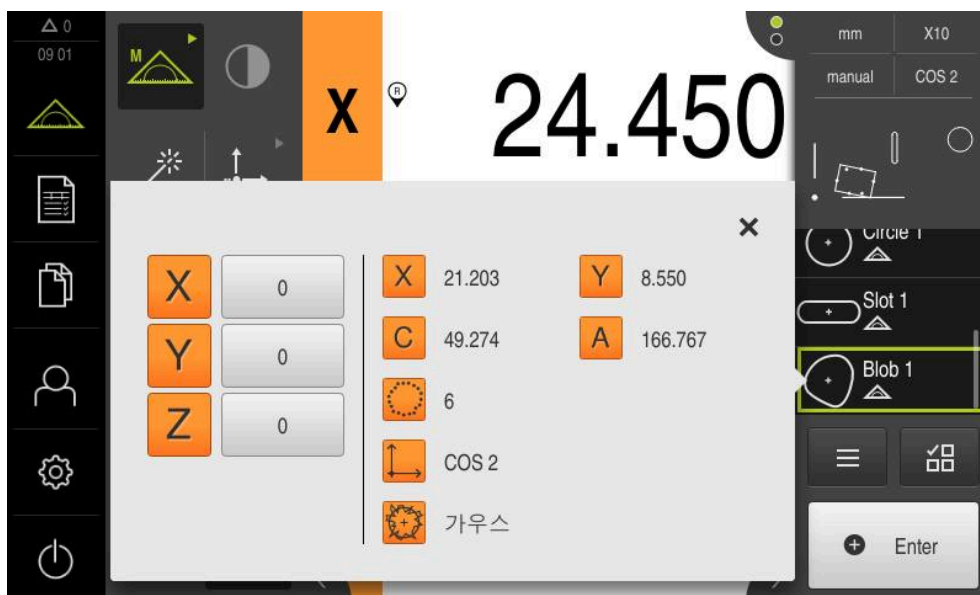 0
09 01
M
X
R
24.450
mm
X10
manual
COS 2
X
0
Y
0
Z
0
X
21.203
Y
8.550
C
49.274
A
166.767
6
COS 2
가우스
Circle 1
Slot 1
Blob 1
Enter